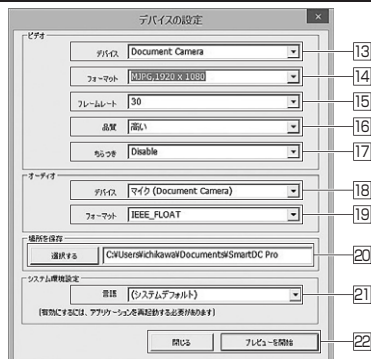 デバイスの設定 ×
ビデオ
デバイス Document Camera 13
フォーマット MJPG,1920 x 1080 14
フレームレート 30 15
品質 高い 16
ちらつき Disable 17
オーディオ
デバイス マイク (Document Camera) 18
フォーマット IEEE_FLOAT 19
場所を保存
選択する C:¥Users¥ichikawa¥Documents¥SmartDC Pro 20
システム環境設定
言語 (システムデフォルト) 21
(有効にするには、アプリケーションを再起動する必要があります)
閉じる プレビューを開始 22